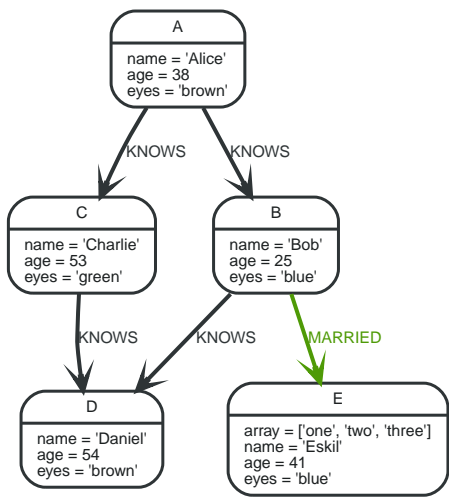 A
name = 'Alice'
age = 38
eyes = 'brown'
KNOWS
KNOWS
C
name = 'Charlie'
age = 53
eyes = 'green'
B
name = 'Bob'
age = 25
eyes = 'blue'
KNOWS
KNOWS
MARRIED
D
name = 'Daniel'
age = 54
eyes = 'brown'
E
array = ['one', 'two', 'three']
name = 'Eskil'
age = 41
eyes = 'blue'